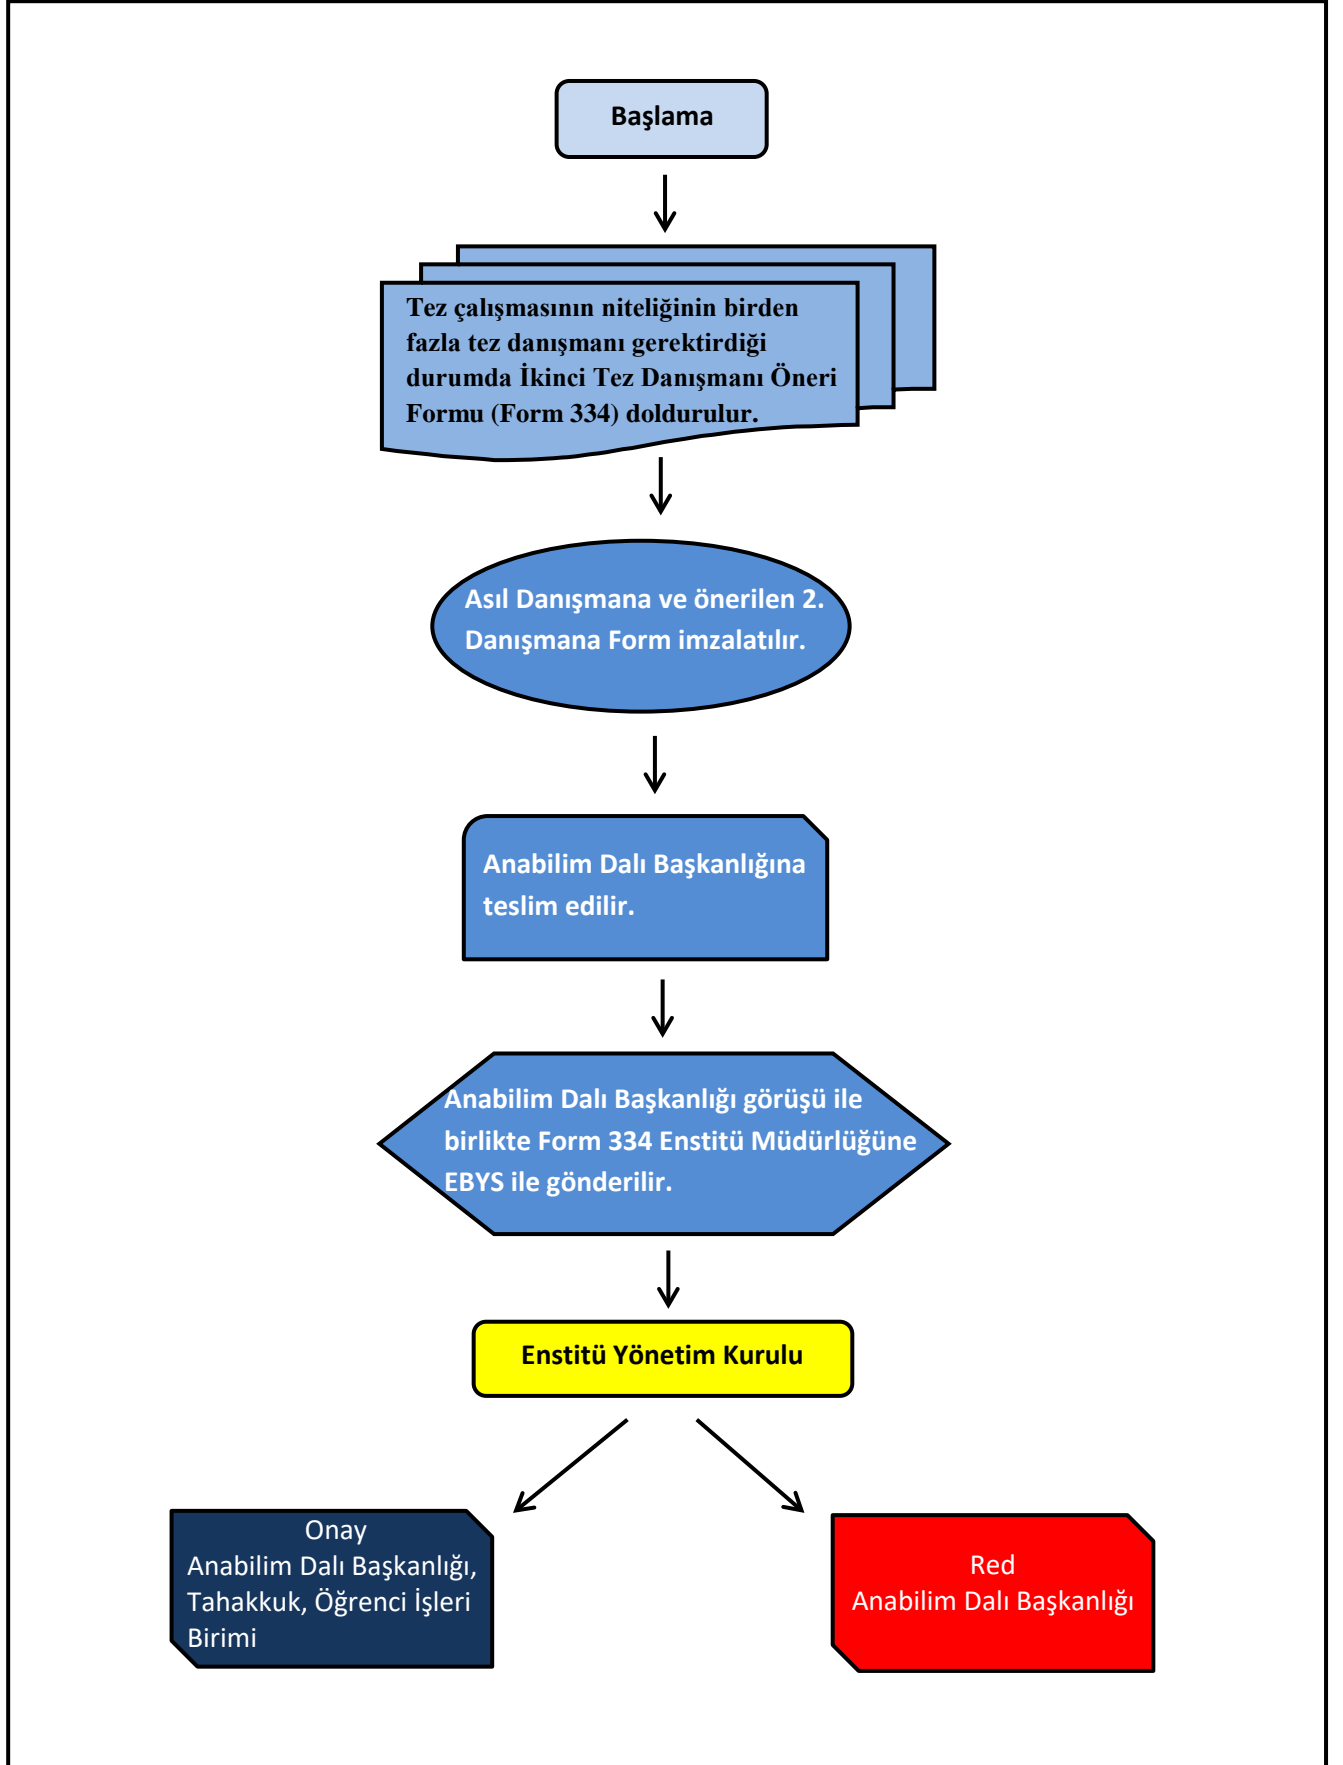 Başlama
Tez çalışmasının niteliğinin birden
fazla tez danışmanı gerektirdiği
durumda İkinci Tez Danışmanı Öneri
Formu (Form 334) doldurulur.
Asıl Danışmana ve önerilen 2.
Danışmana Form imzalatılır.
Anabilim Dalı Başkanlığına
teslim edilir.
Anabilim Dalı Başkanlığı görüşü ile
birlikte Form 334 Enstitü Müdürlüğüne
EBYS ile gönderilir.
Enstitü Yönetim Kurulu
Onay
Anabilim Dalı Başkanlığı,
Tahakkuk, Öğrenci İşleri
Birimi
Red
Anabilim Dalı Başkanlığı